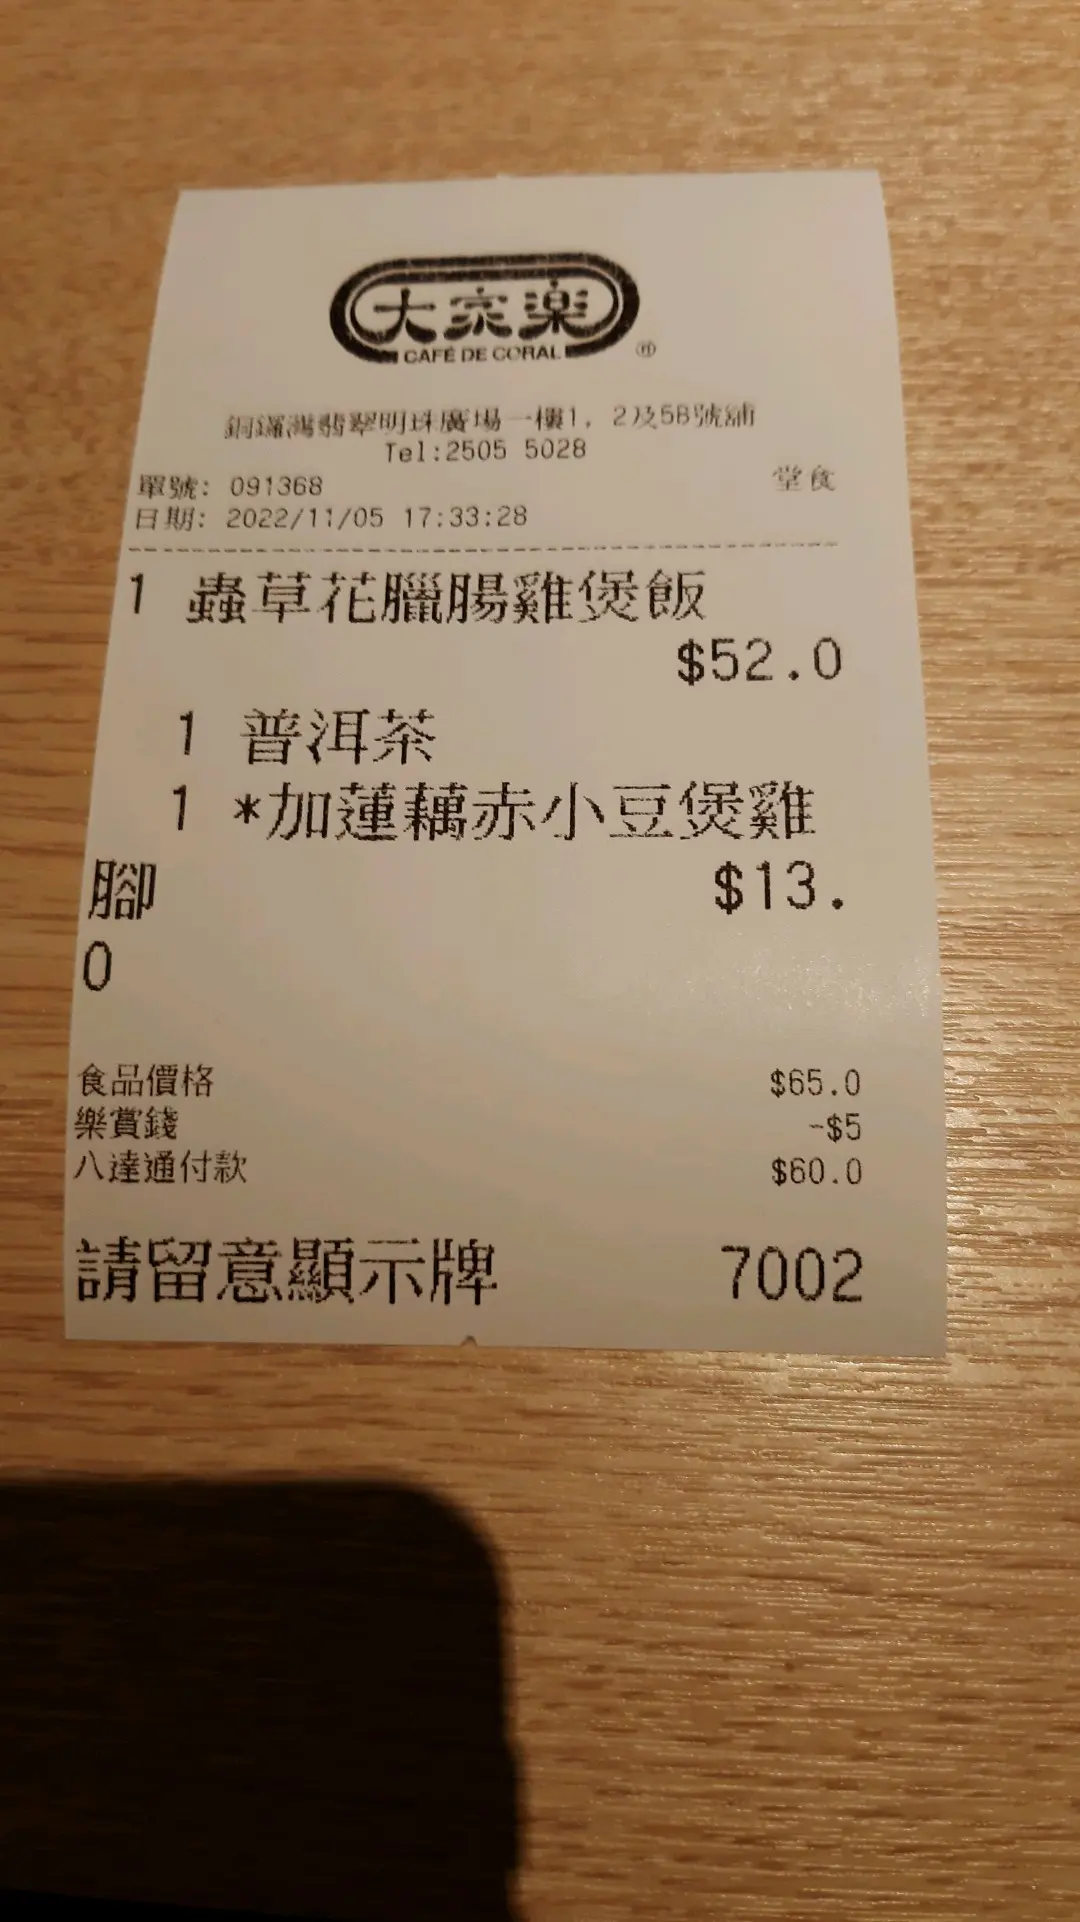 大家樂
CAFÉ DE CORAL ®
銅鑼灣翡翠明珠廣場一樓1, 2及5B號舖
Tel:2505 5028
單號: 091368 堂食
日期: 2022/11/05 17:33:28
1 蟲草花臘腸雞煲飯
$52.0
1 普洱茶
1 *加蓮藕赤小豆煲雞
腳 $13.
0
食品價格 $65.0
樂賞錢 -$5
八達通付款 $60.0
請留意顯示牌 7002